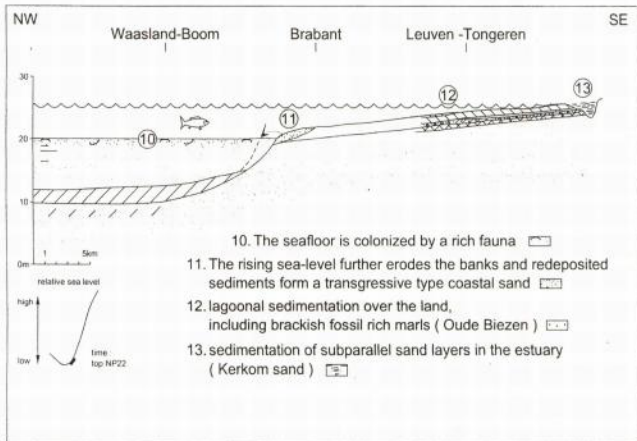 NW
SE
Waasland-Boom
Brabant
Leuven -Tongeren
30
20
10
0m
10
11
12
13
1 5km
relative sea level
high
low
time
top NP22
10. The seafloor is colonized by a rich fauna
11. The rising sea-level further erodes the banks and redeposited
sediments form a transgressive type coastal sand
12. lagoonal sedimentation over the land,
including brackish fossil rich marls ( Oude Biezen )
13. sedimentation of subparallel sand layers in the estuary
( Kerkom sand )